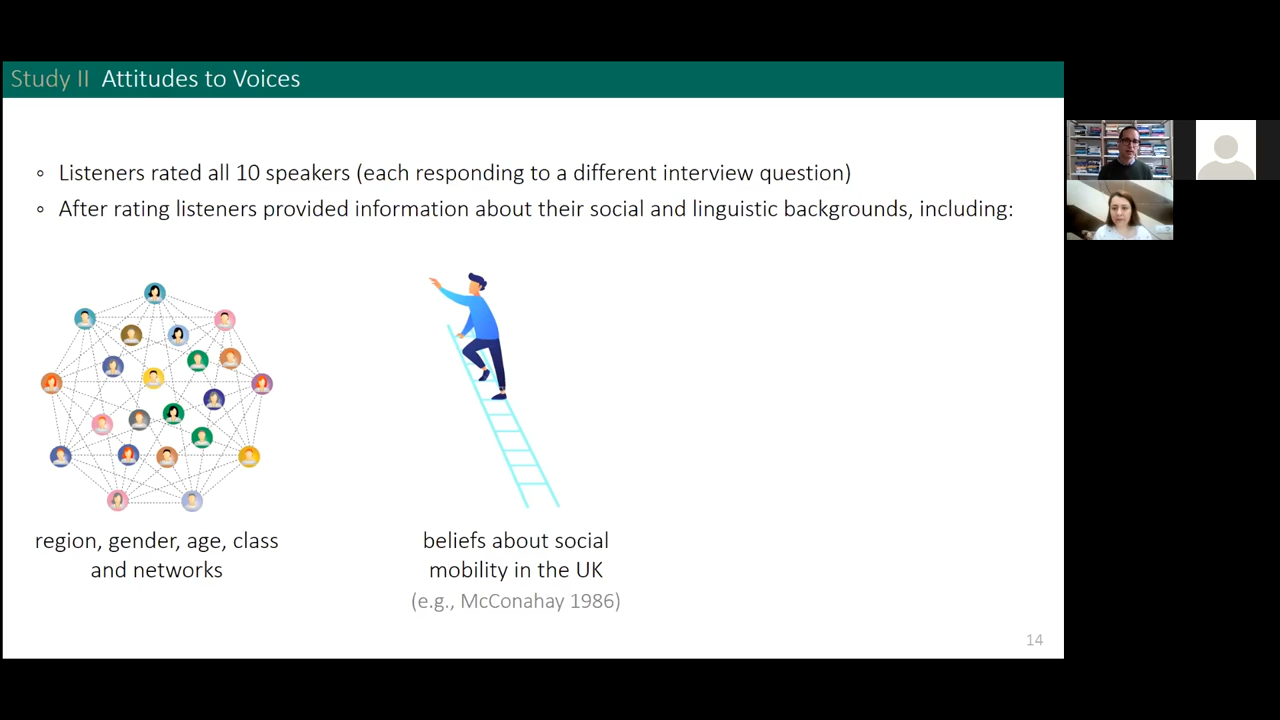 Study II Attitudes to Voices
◦ Listeners rated all 10 speakers (each responding to a different interview question)
◦ After rating listeners provided information about their social and linguistic backgrounds, including:
region, gender, age, class
and networks
beliefs about social
mobility in the UK
(e.g., McConahay 1986)
14